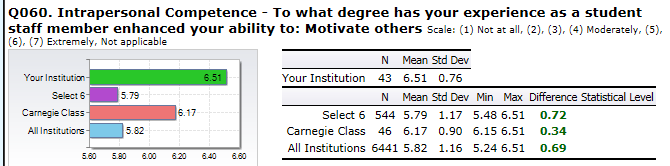 Q060. Intrapersonal Competence - To what degree has your experience as a student
staff member enhanced your ability to: Motivate others Scale: (1) Not at all, (2), (3), (4) Moderately, (5),
(6), (7) Extremely, Not applicable
Your Institution 6.51
Select 6 5.79
Carnegie Class 6.17
All Institutions 5.82
5.60 5.80 6.00 6.20 6.40 6.60
N Mean Std Dev
Your Institution 43 6.51 0.76
N Mean Std Dev Min Max Difference Statistical Level
Select 6 544 5.79 1.17 5.48 6.51 0.72
Carnegie Class 46 6.17 0.90 6.15 6.51 0.34
All Institutions 6441 5.82 1.16 5.24 6.51 0.69